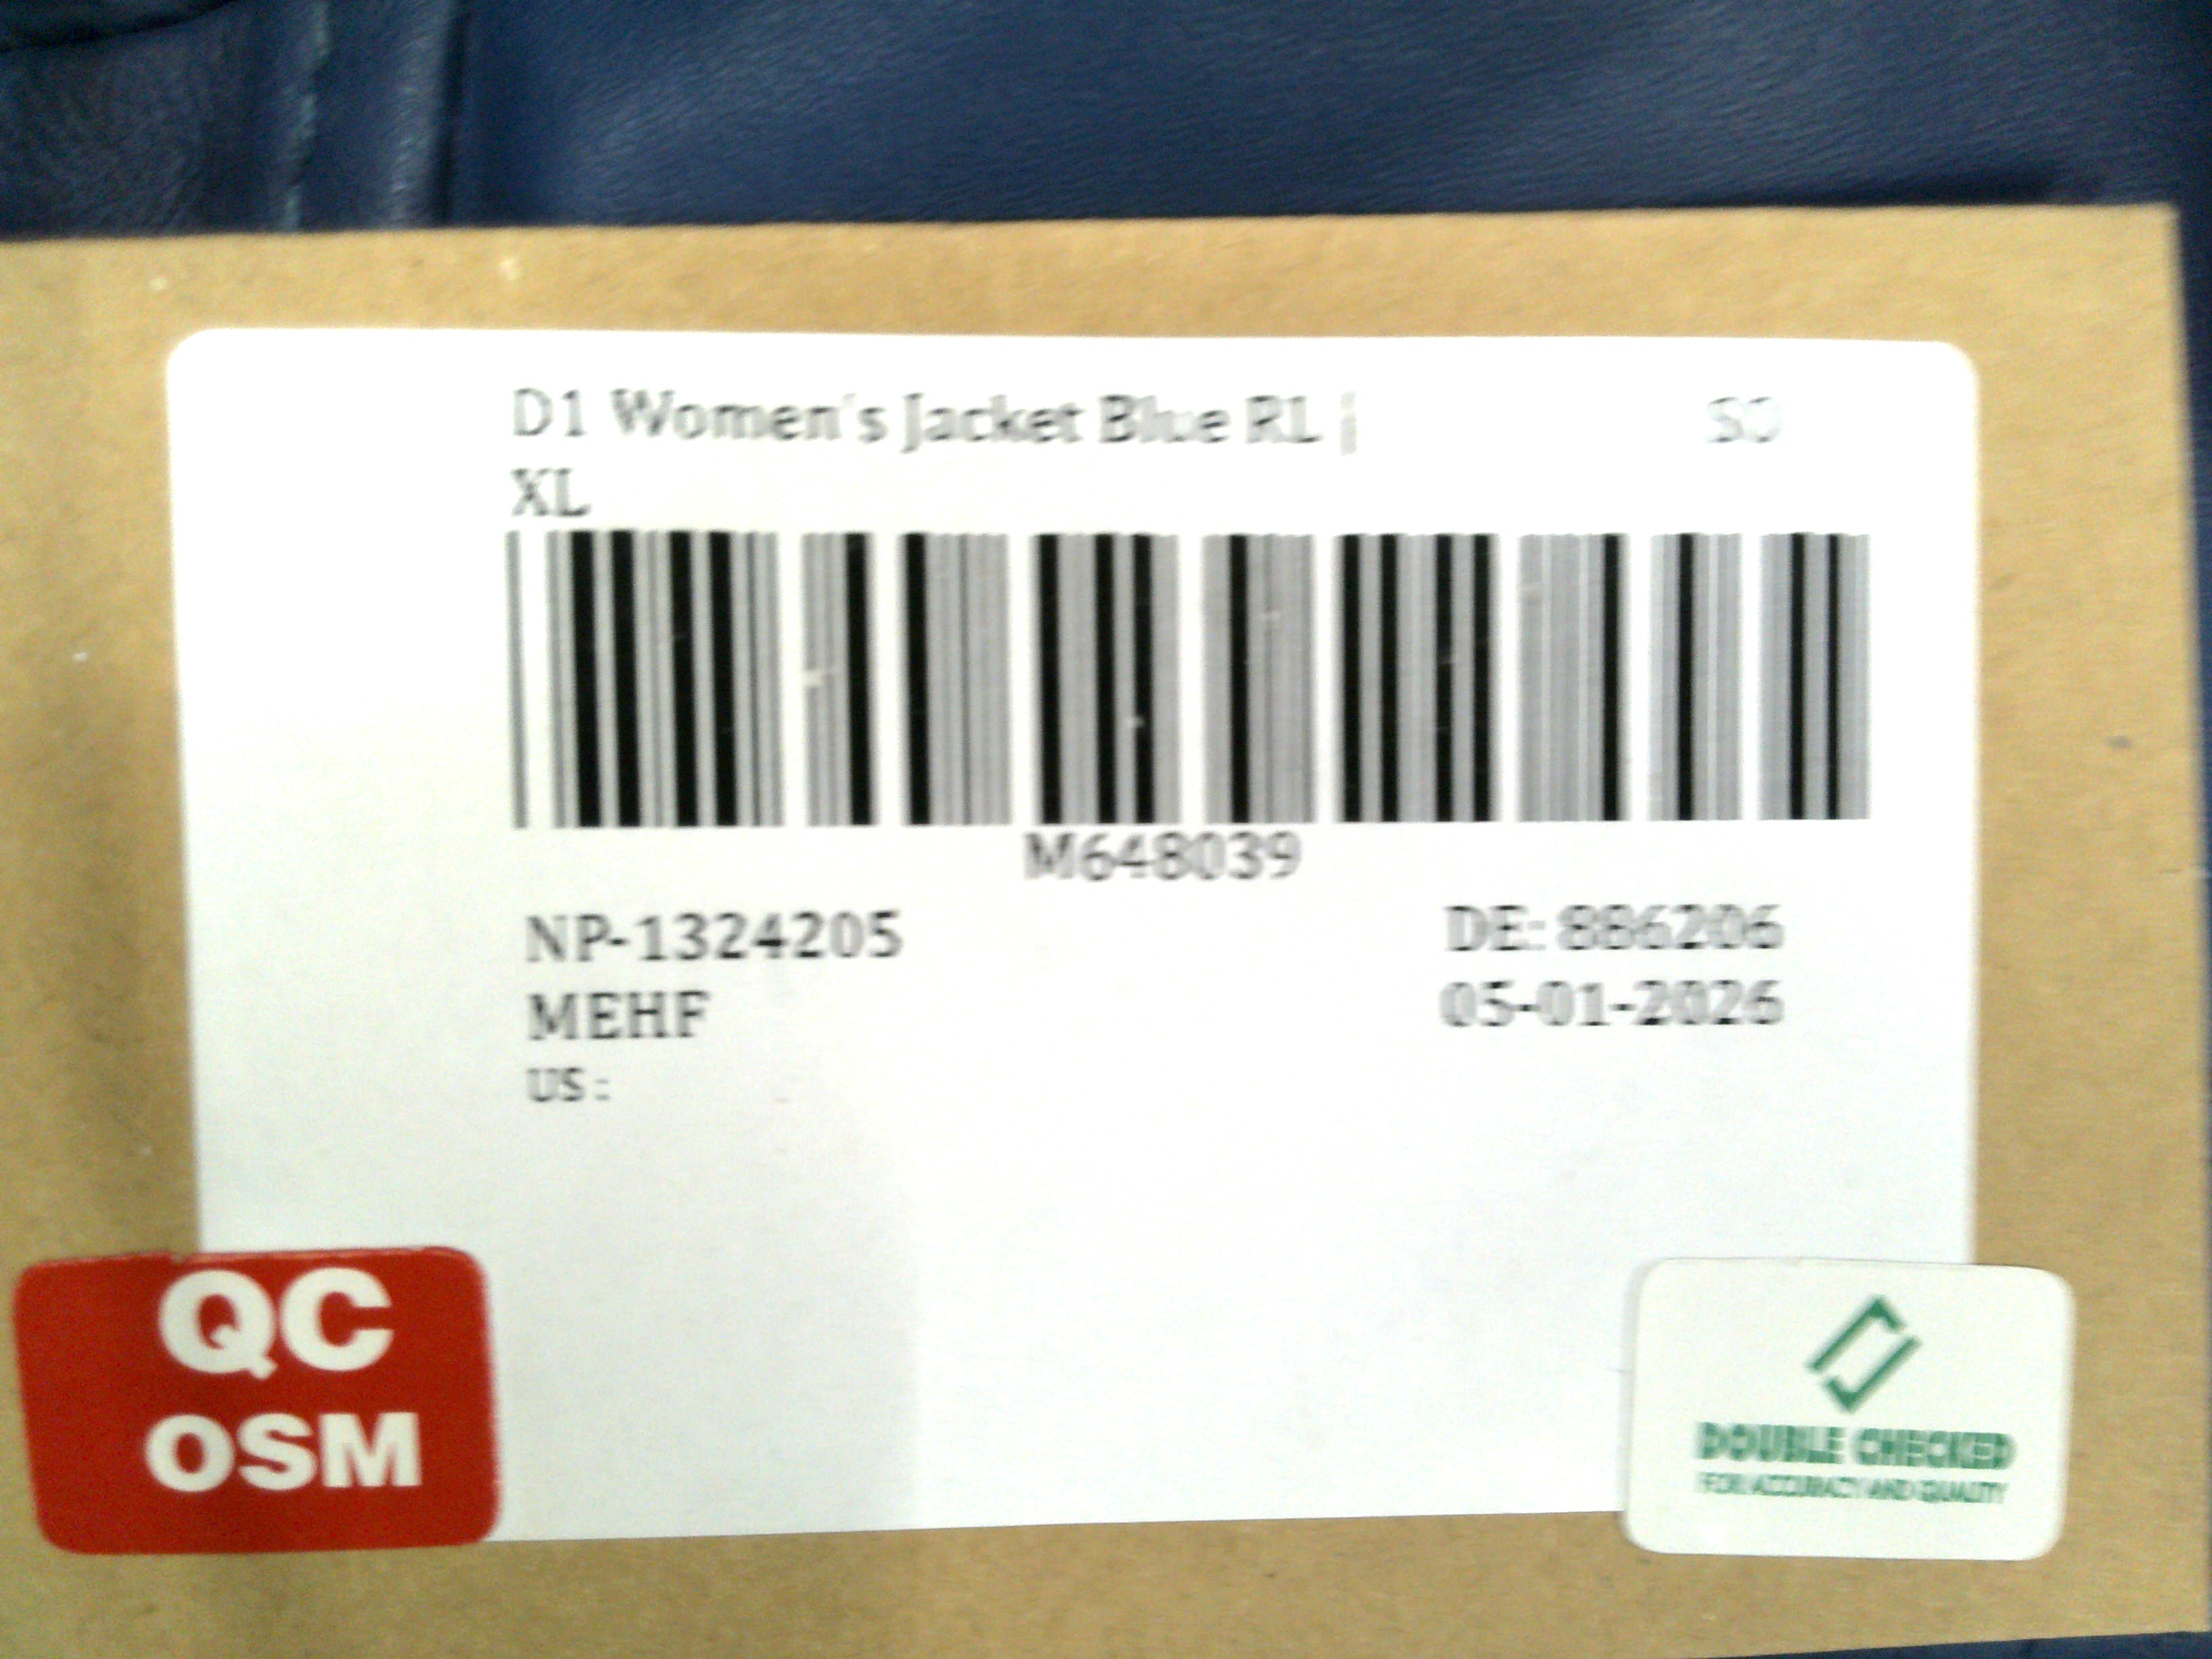 D1 Women's Jacket Blue RL | SO
XL
M648039
NP-1324205 DE: 886206
MEHF 05-01-2026
US:
QC
OSM
DOUBLE CHECKED
FOR ACCURACY AND QUALITY